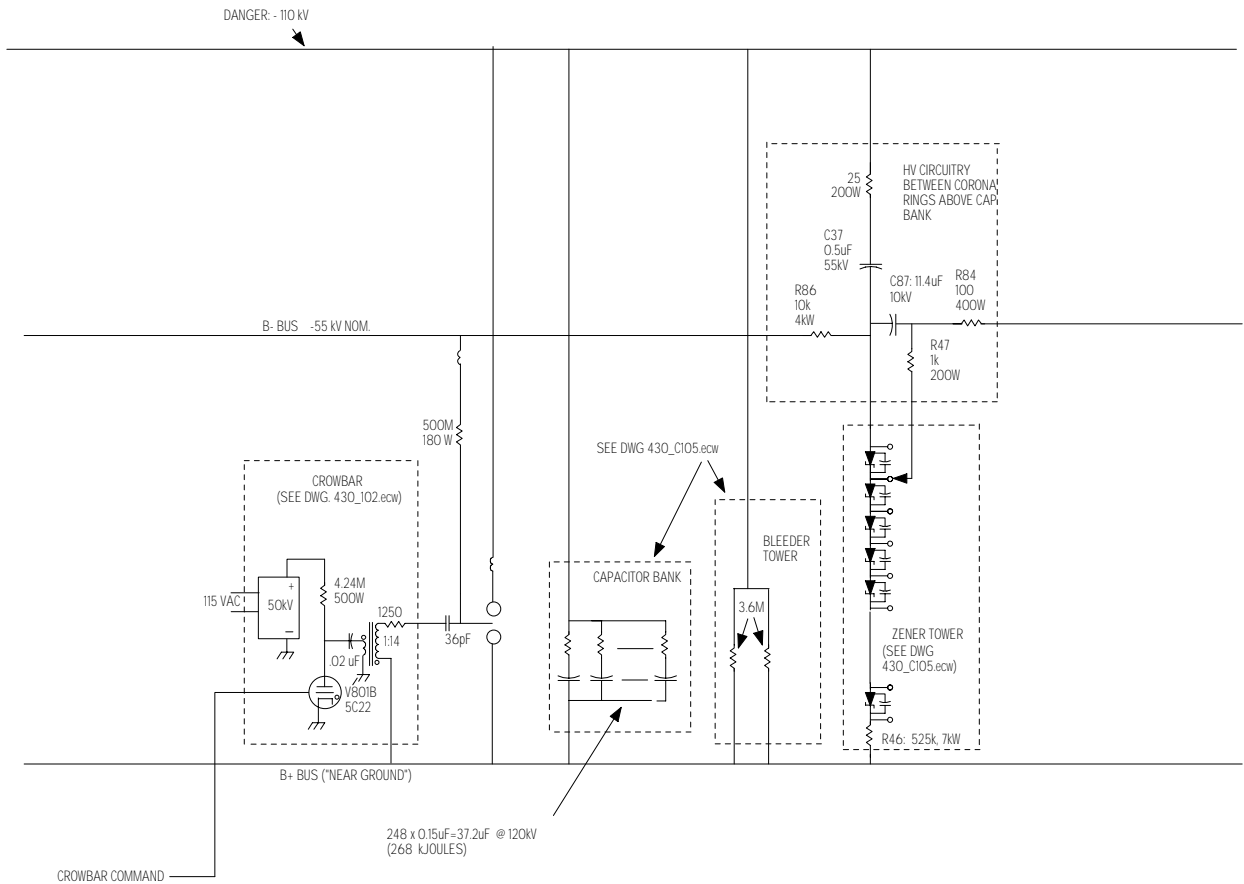 DANGER: - 110 kV
25
200W
HV CIRCUITRY
BETWEEN CORONA
RINGS ABOVE CAP
BANK
C37
0.5uF
55kV
C87: 11.4uF
10kV
R84
100
400W
R86
10k
4kW
B- BUS -55 kV NOM.
R47
1k
200W
500M
180 W
SEE DWG 430_C105.ecw
CROWBAR
(SEE DWG. 430_102.ecw)
BLEEDER
TOWER
CAPACITOR BANK
115 VAC
+
50kV
–
4.24M
500W
1250
1:14
36pF
.02 uF
3.6M
ZENER TOWER
(SEE DWG
430_C105.ecw)
V801B
5C22
R46: 525k, 7kW
B+ BUS ("NEAR GROUND")
248 x 0.15uF=37.2uF @ 120kV
(268 kJOULES)
CROWBAR COMMAND